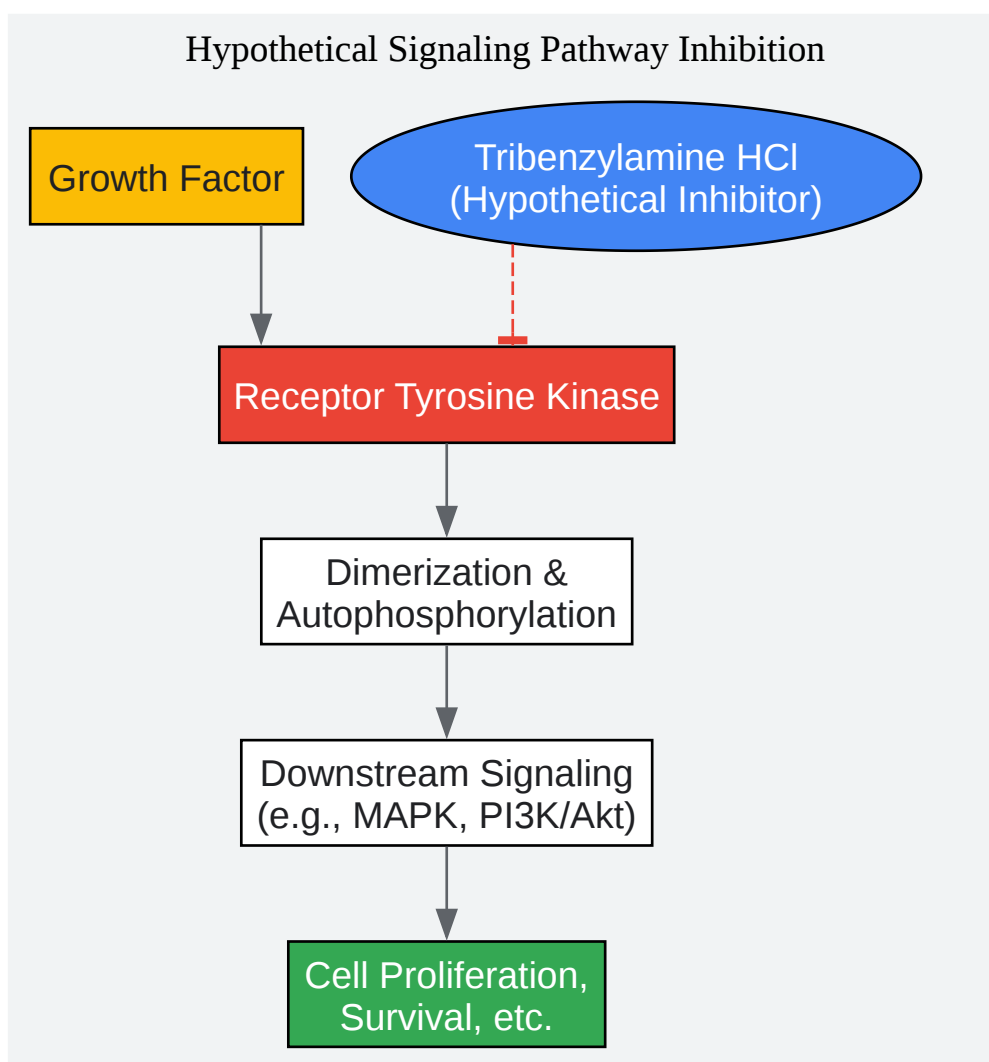 Hypothetical Signaling Pathway Inhibition
Growth Factor
Tribenzylamine HCl
(Hypothetical Inhibitor)
Receptor Tyrosine Kinase
Dimerization &
Autophosphorylation
Downstream Signaling
(e.g., MAPK, PI3K/Akt)
Cell Proliferation,
Survival, etc.